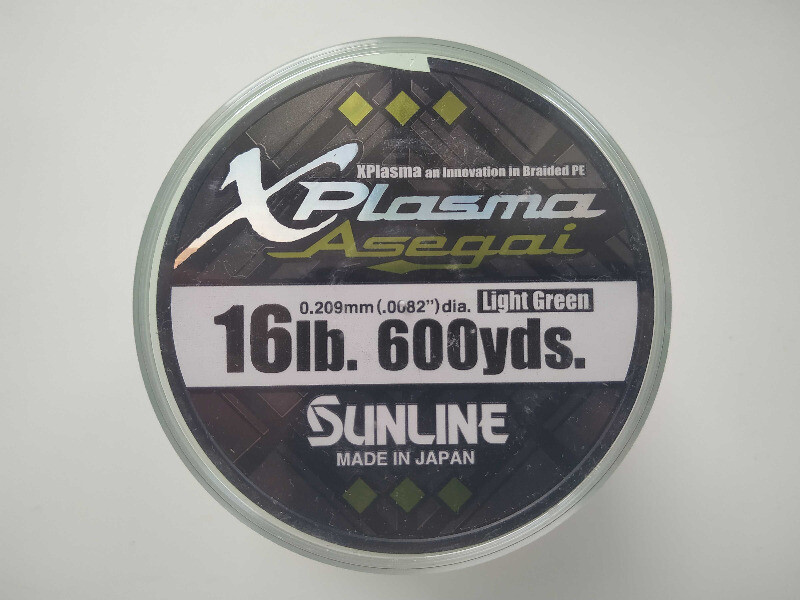 XPlasma an Innovation in Braided PE
XPlasma
Asegai
0.209mm(.0082")dia. Light Green
16lb. 600yds.
SUNLINE
MADE IN JAPAN